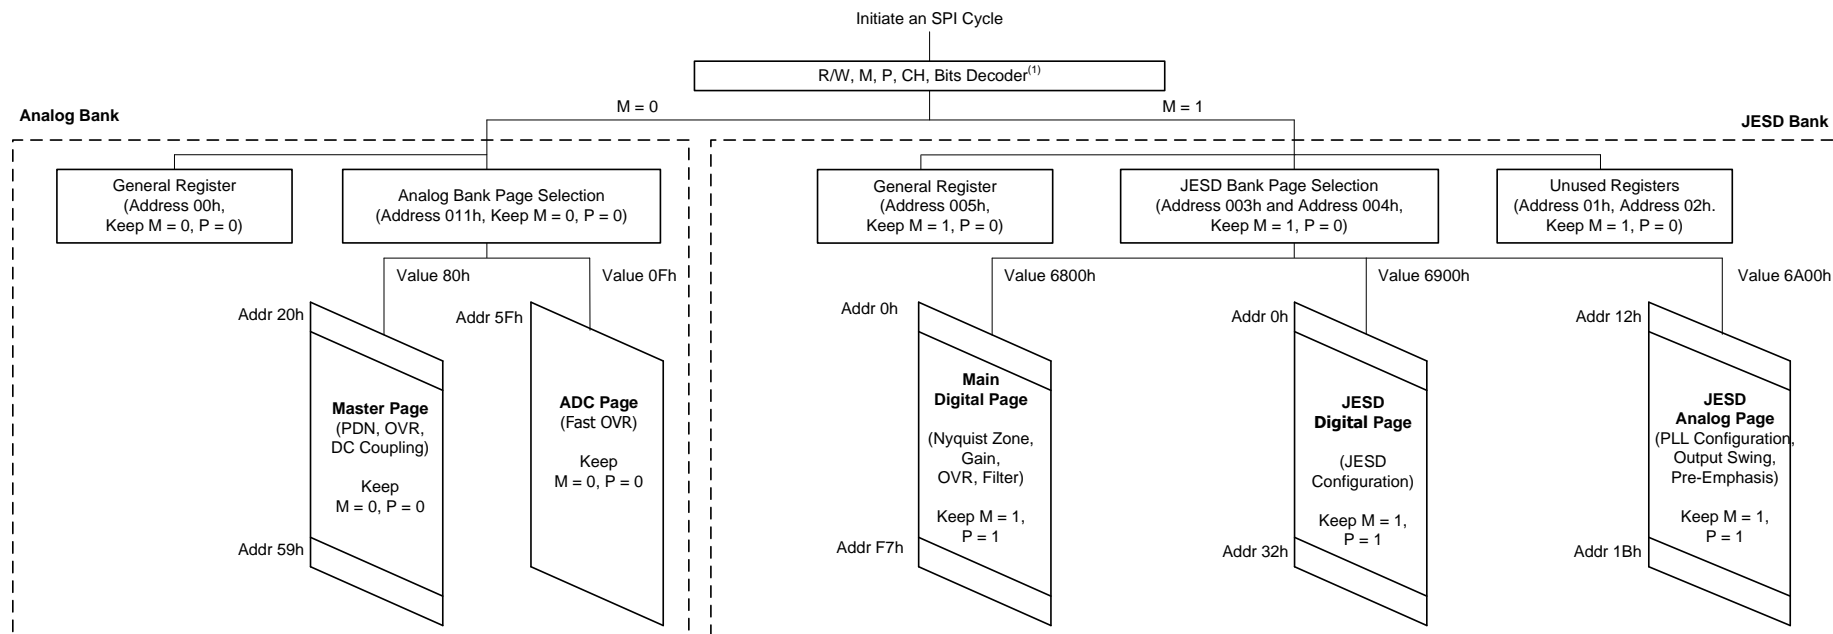 Initiate an SPI Cycle
R/W, M, P, CH, Bits Decoder(1)
M = 0
M = 1
Analog Bank
JESD Bank
General Register
(Address 00h,
Keep M = 0, P = 0)
Analog Bank Page Selection
(Address 011h, Keep M = 0, P = 0)
General Register
(Address 005h,
Keep M = 1, P = 0)
JESD Bank Page Selection
(Address 003h and Address 004h,
Keep M = 1, P = 0)
Unused Registers
(Address 01h, Address 02h.
Keep M = 1, P = 0)
Value 80h
Value 0Fh
Value 6800h
Value 6900h
Value 6A00h
Addr 20h
Master Page
(PDN, OVR,
DC Coupling)
Keep
M = 0, P = 0
Addr 59h
Addr 5Fh
ADC Page
(Fast OVR)
Keep
M = 0, P = 0
Addr 0h
Main
Digital Page
(Nyquist Zone,
Gain,
OVR, Filter)
Keep M = 1,
P = 1
Addr F7h
Addr 0h
JESD
Digital Page
(JESD
Configuration)
Keep M = 1,
P = 1
Addr 32h
Addr 12h
JESD
Analog Page
(PLL Configuration,
Output Swing,
Pre-Emphasis)
Keep M = 1,
P = 1
Addr 1Bh